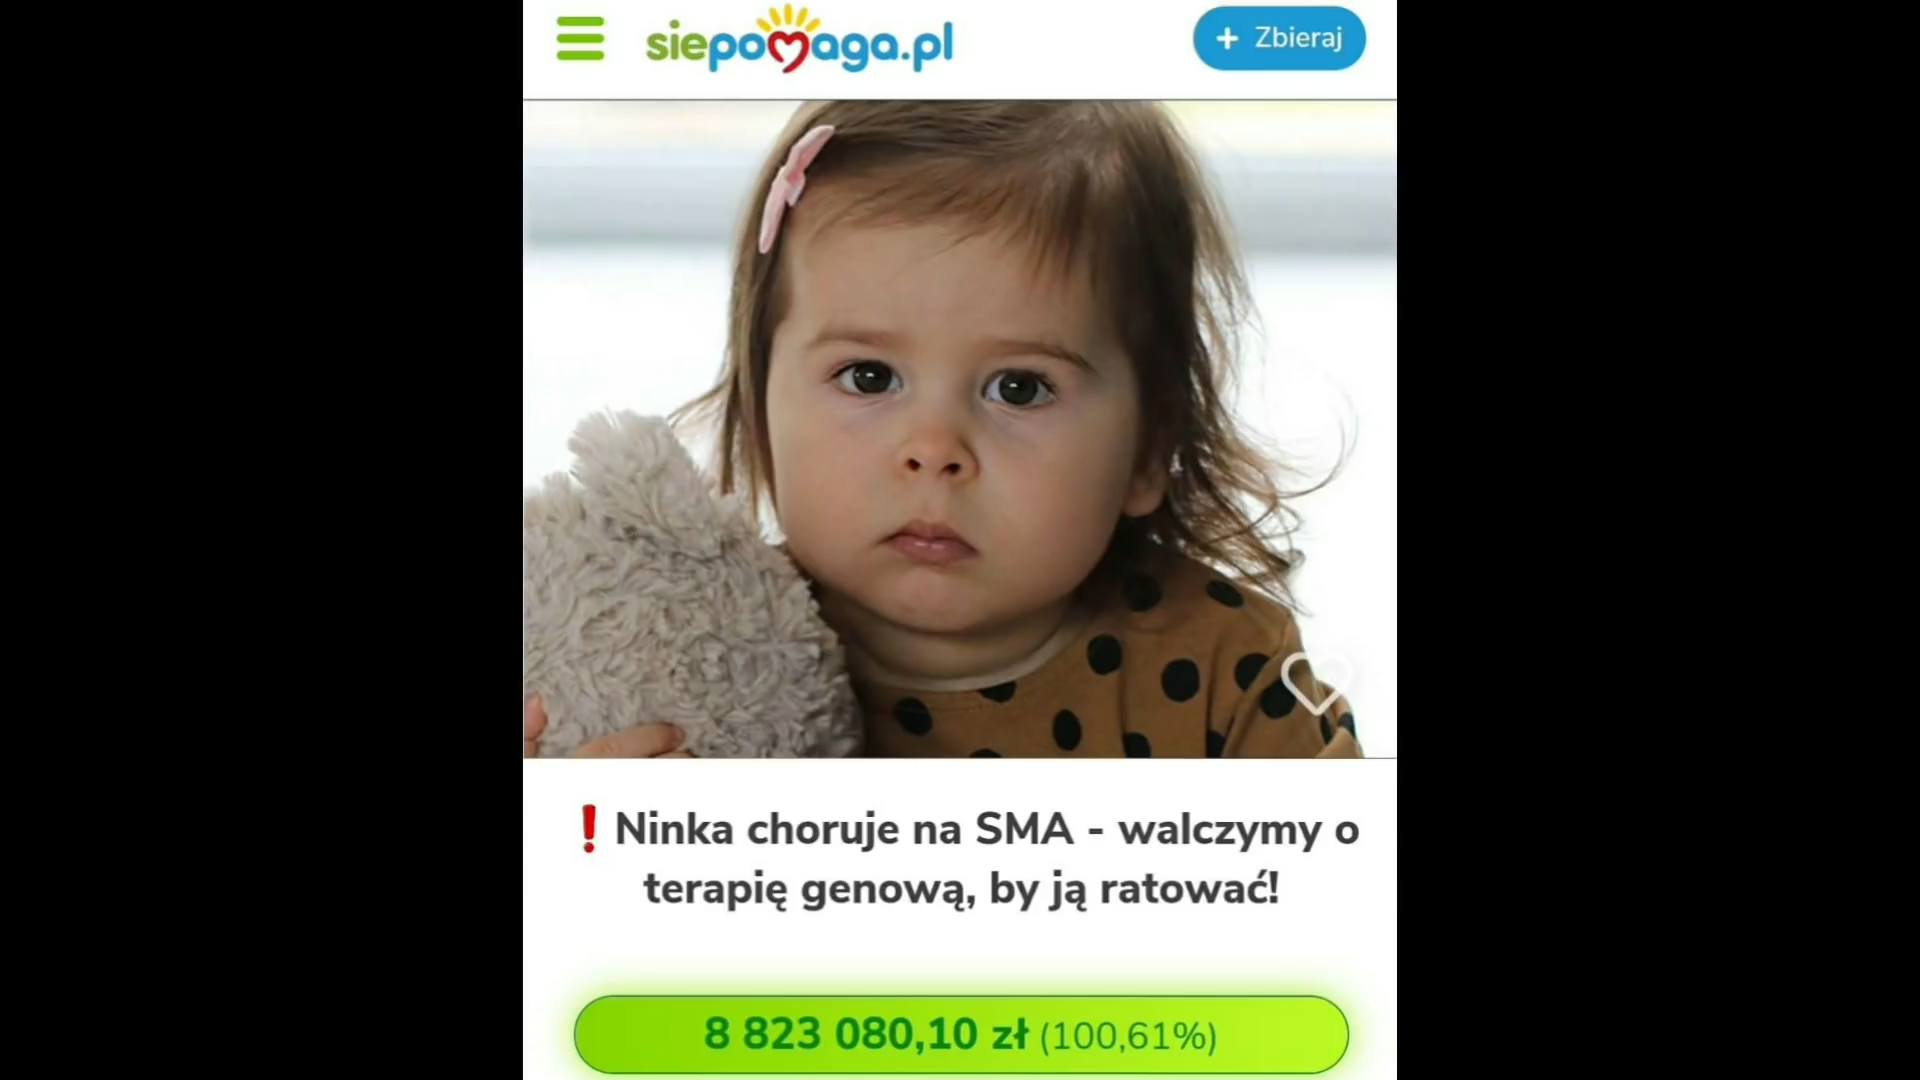 siepomaga.pl
+ Zbieraj
❗Ninka choruje na SMA - walczymy o
terapię genową, by ją ratować!
8 823 080,10 zł (100,61%)